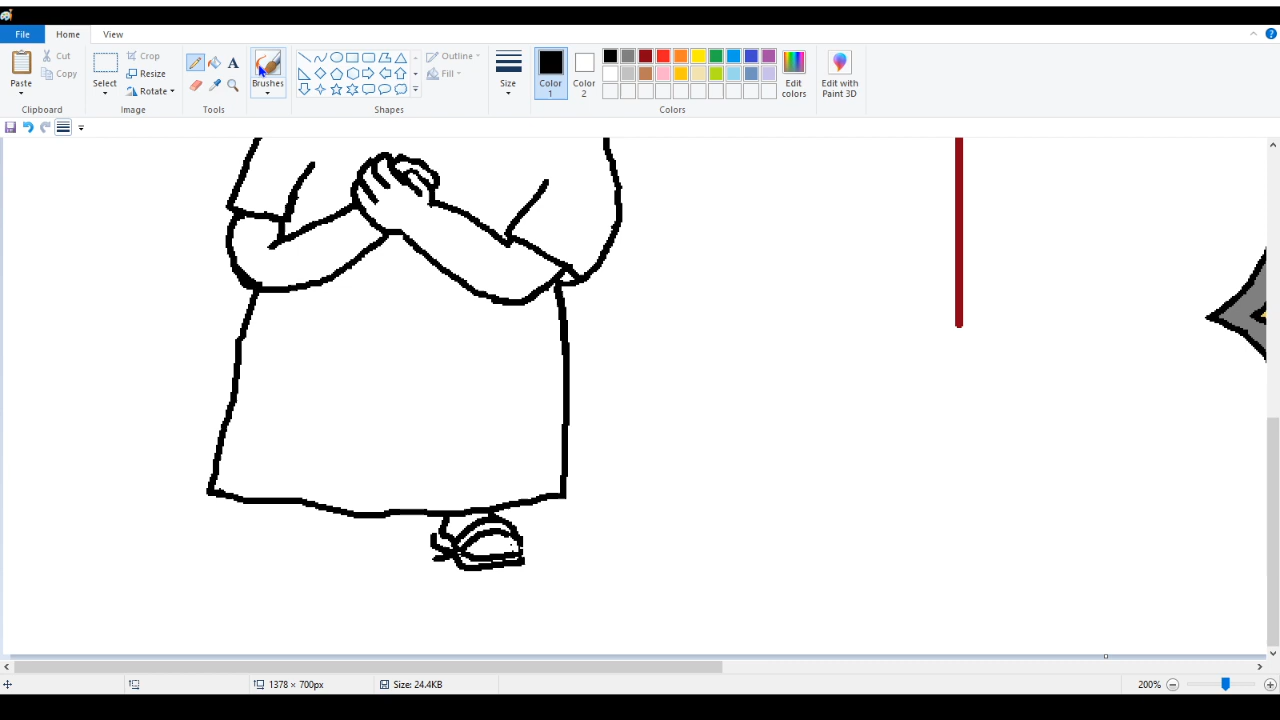 File Home View
Paste Cut Copy Clipboard
Select Crop Resize Rotate Image
Tools
Brushes
Outline Fill Shapes
Size
Color 1 Color 2 Edit colors Colors
Edit with Paint 3D
1378 × 700px Size: 24.4KB 200%